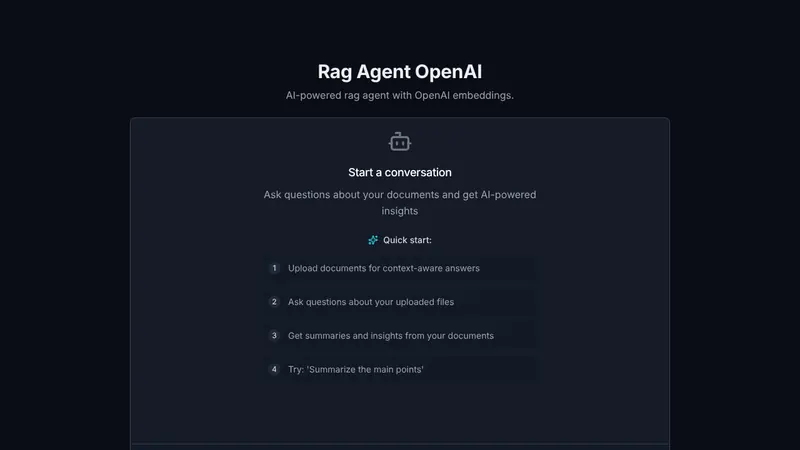 Rag Agent OpenAI
AI-powered rag agent with OpenAI embeddings.
Start a conversation
Ask questions about your documents and get AI-powered
insights
Quick start:
1 Upload documents for context-aware answers
2 Ask questions about your uploaded files
3 Get summaries and insights from your documents
4 Try: 'Summarize the main points'